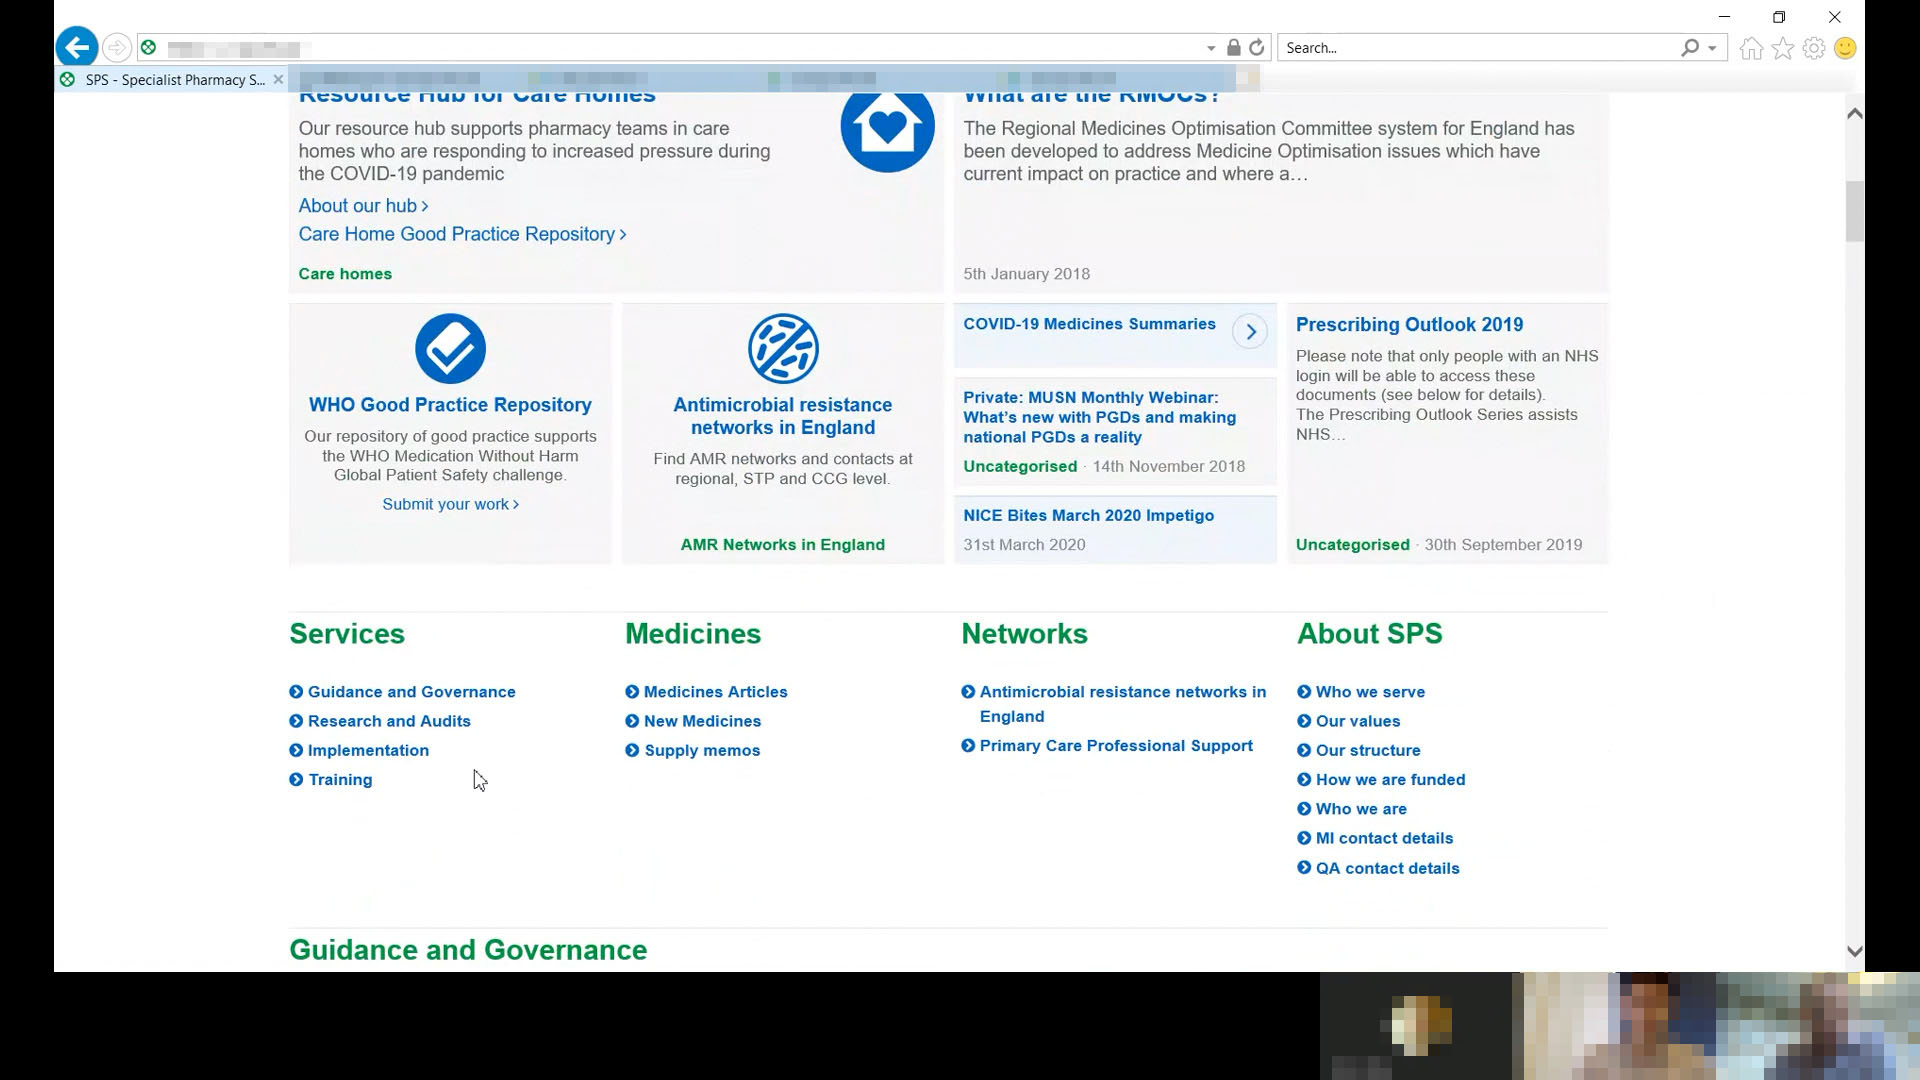 Search...
SPS - Specialist Pharmacy S...
Resource Hub for Care Homes
Our resource hub supports pharmacy teams in care
homes who are responding to increased pressure during
the COVID-19 pandemic
About our hub
Care Home Good Practice Repository
Care homes
What are the RMOCs?
The Regional Medicines Optimisation Committee system for England has
been developed to address Medicine Optimisation issues which have
current impact on practice and where a…
5th January 2018
WHO Good Practice Repository
Our repository of good practice supports
the WHO Medication Without Harm
Global Patient Safety challenge.
Submit your work
Antimicrobial resistance
networks in England
Find AMR networks and contacts at
regional, STP and CCG level.
AMR Networks in England
COVID-19 Medicines Summaries
Private: MUSN Monthly Webinar:
What’s new with PGDs and making
national PGDs a reality
Uncategorised · 14th November 2018
NICE Bites March 2020 Impetigo
31st March 2020
Prescribing Outlook 2019
Please note that only people with an NHS
login will be able to access these
documents (see below for details).
The Prescribing Outlook Series assists
NHS…
Uncategorised · 30th September 2019
Services
Guidance and Governance
Research and Audits
Implementation
Training
Medicines
Medicines Articles
New Medicines
Supply memos
Networks
Antimicrobial resistance networks in
England
Primary Care Professional Support
About SPS
Who we serve
Our values
Our structure
How we are funded
Who we are
MI contact details
QA contact details
Guidance and Governance